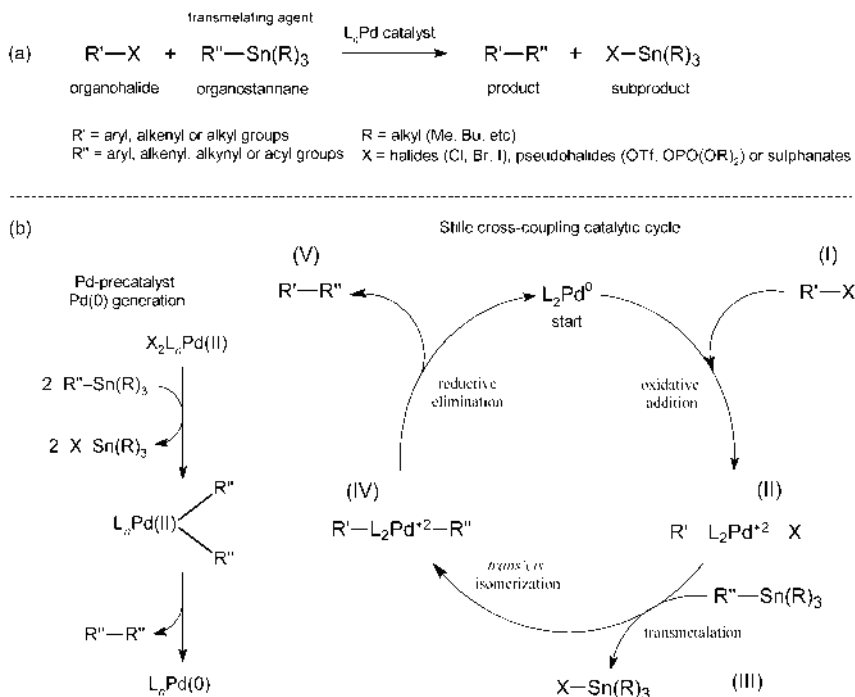 (a)
transmelating agent
R'—X + R''—Sn(R)3 LnPd catalyst R'—R'' + X—Sn(R)3
organohalide organostannane product subproduct
R' = aryl, alkenyl or alkyl groups R = alkyl (Me, Bu, etc)
R'' = aryl, alkenyl, alkynyl or acyl groups X = halides (Cl, Br, I), pseudohalides (OTf, OPO(OR)2) or sulphanates
(b)
Stille cross-coupling catalytic cycle
Pd-precatalyst
Pd(0) generation
X2LnPd(II)
2 R''—Sn(R)3
2 X Sn(R)3
LnPd(II)
R''
R''
R''—R''
LnPd(0)
(V)
R'—R''
L2Pd0
start
(I)
R'—X
reductive
elimination
oxidative
addition
(IV)
R'—L2Pd+2—R''
(II)
R' L2Pd+2 X
isomerization
R''—Sn(R)3
transmetalation
X—Sn(R)3
(III)